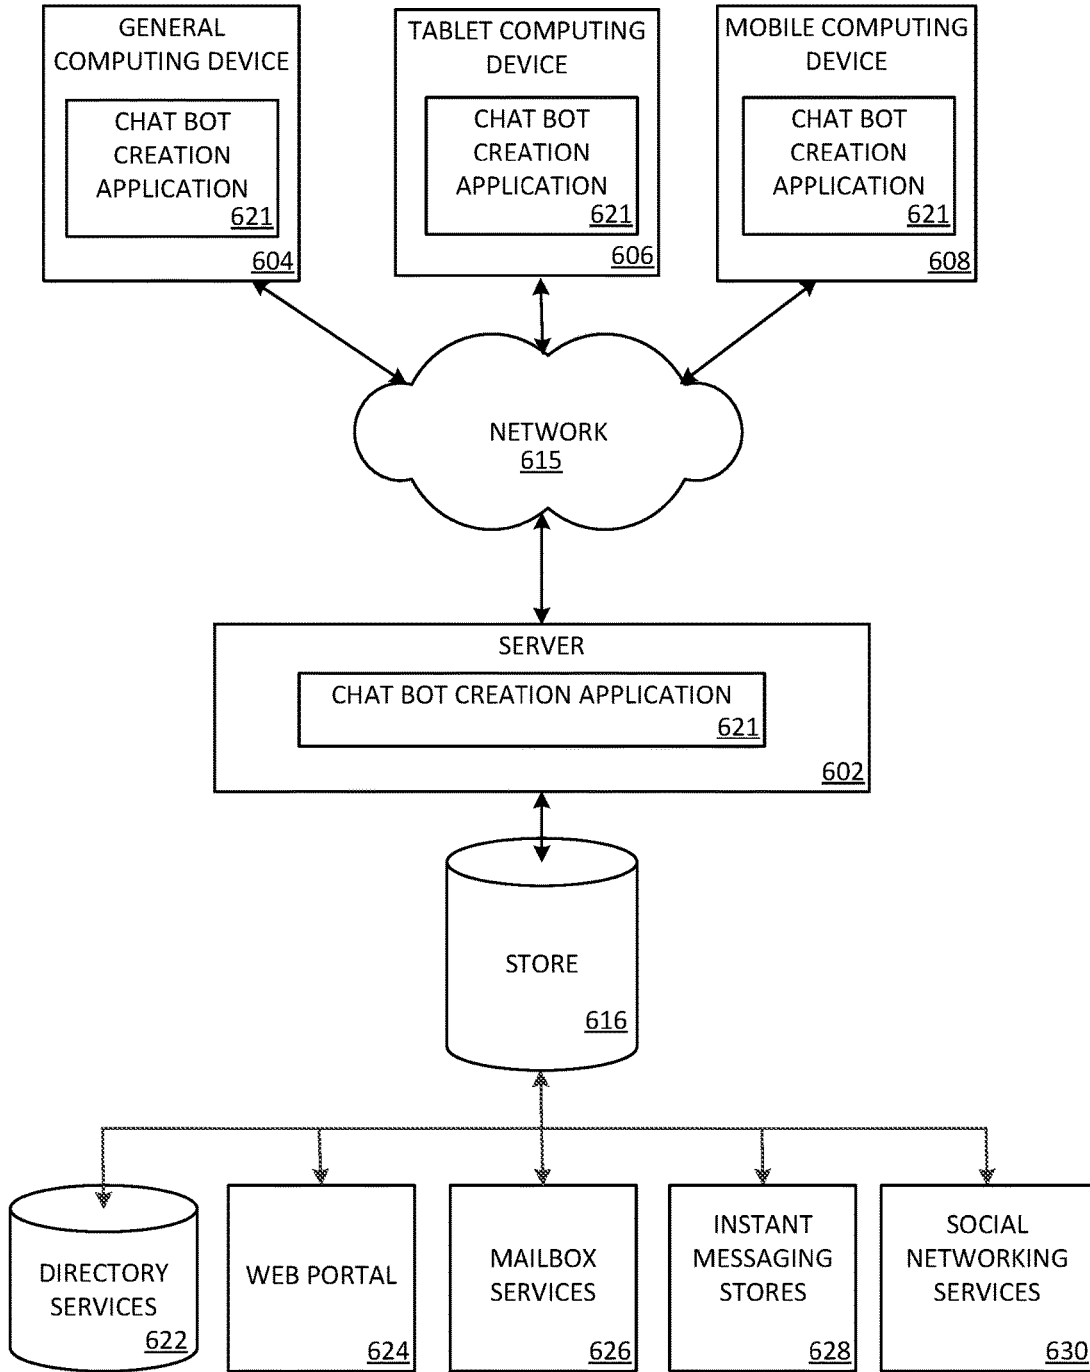 GENERAL
COMPUTING DEVICE
CHAT BOT
CREATION
APPLICATION
621
604
TABLET COMPUTING
DEVICE
CHAT BOT
CREATION
APPLICATION
621
606
MOBILE COMPUTING
DEVICE
CHAT BOT
CREATION
APPLICATION
621
608
NETWORK
615
SERVER
CHAT BOT CREATION APPLICATION
621
602
STORE
616
DIRECTORY
SERVICES
622
WEB PORTAL
624
MAILBOX
SERVICES
626
INSTANT
MESSAGING
STORES
628
SOCIAL
NETWORKING
SERVICES
630